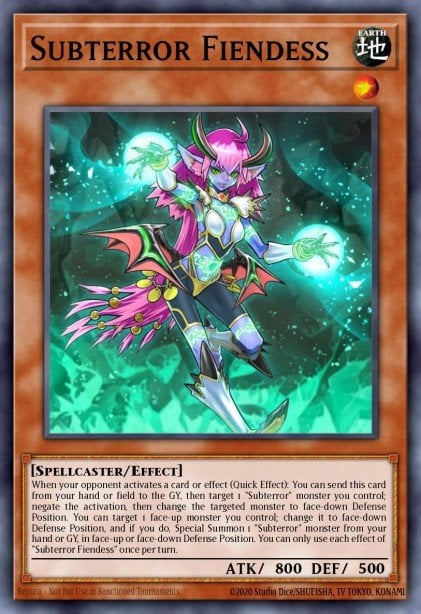 SUBTERROR FIENDESS
EARTH
地
[SPELLCASTER/EFFECT]
When your opponent activates a card or effect (Quick Effect): You can send this
card from your hand or field to the GY, then target 1 "Subterror" monster you
control; negate the activation, then change the targeted monster to face-down Defense
Position. You can target 1 face-up monster you control; change it to face-down
Defense Position, and if you do, Special Summon 1 "Subterror" monster from your
hand or GY, in face-up or face-down Defense Position. You can only use each effect of
"Subterror Fiendess" once per turn.
ATK/ 800 DEF/ 500
Replica - Not For Use in Sanctioned Tournaments
©2020 Studio Dice/SHUEISHA, TV TOKYO, KONAMI